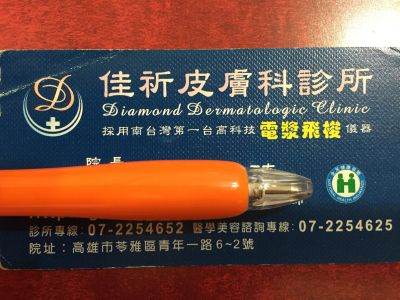 D
佳祈皮膚科診所
Diamond Dermatologic Clinic
採用南台灣第一台高科技 電漿飛梭 儀器
院長
診所專線: 07-2254652 醫學美容諮詢專線: 07-2254625
院址:高雄市苓雅區青年一路6~2號